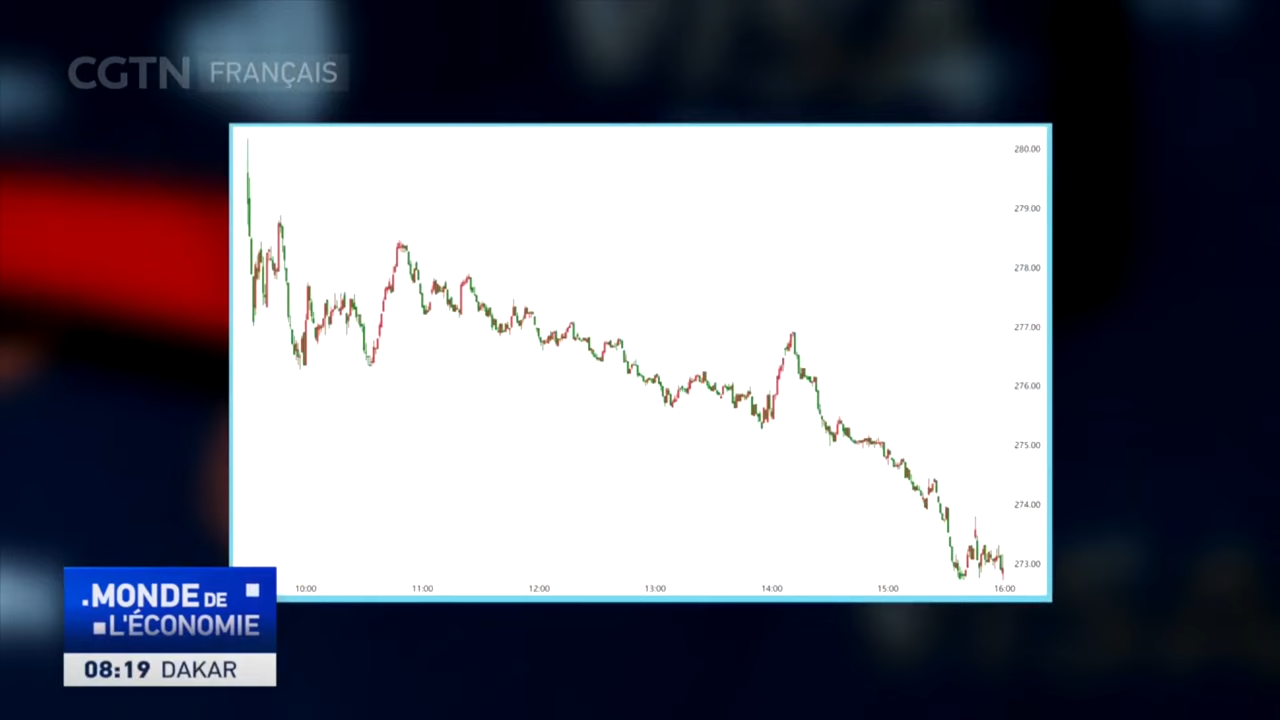 CGTN FRANÇAIS
280.00
279.00
278.00
277.00
276.00
275.00
274.00
273.00
10:00 11:00 12:00 13:00 14:00 15:00 16:00
.MONDE DE
L'ÉCONOMIE
08:19 DAKAR